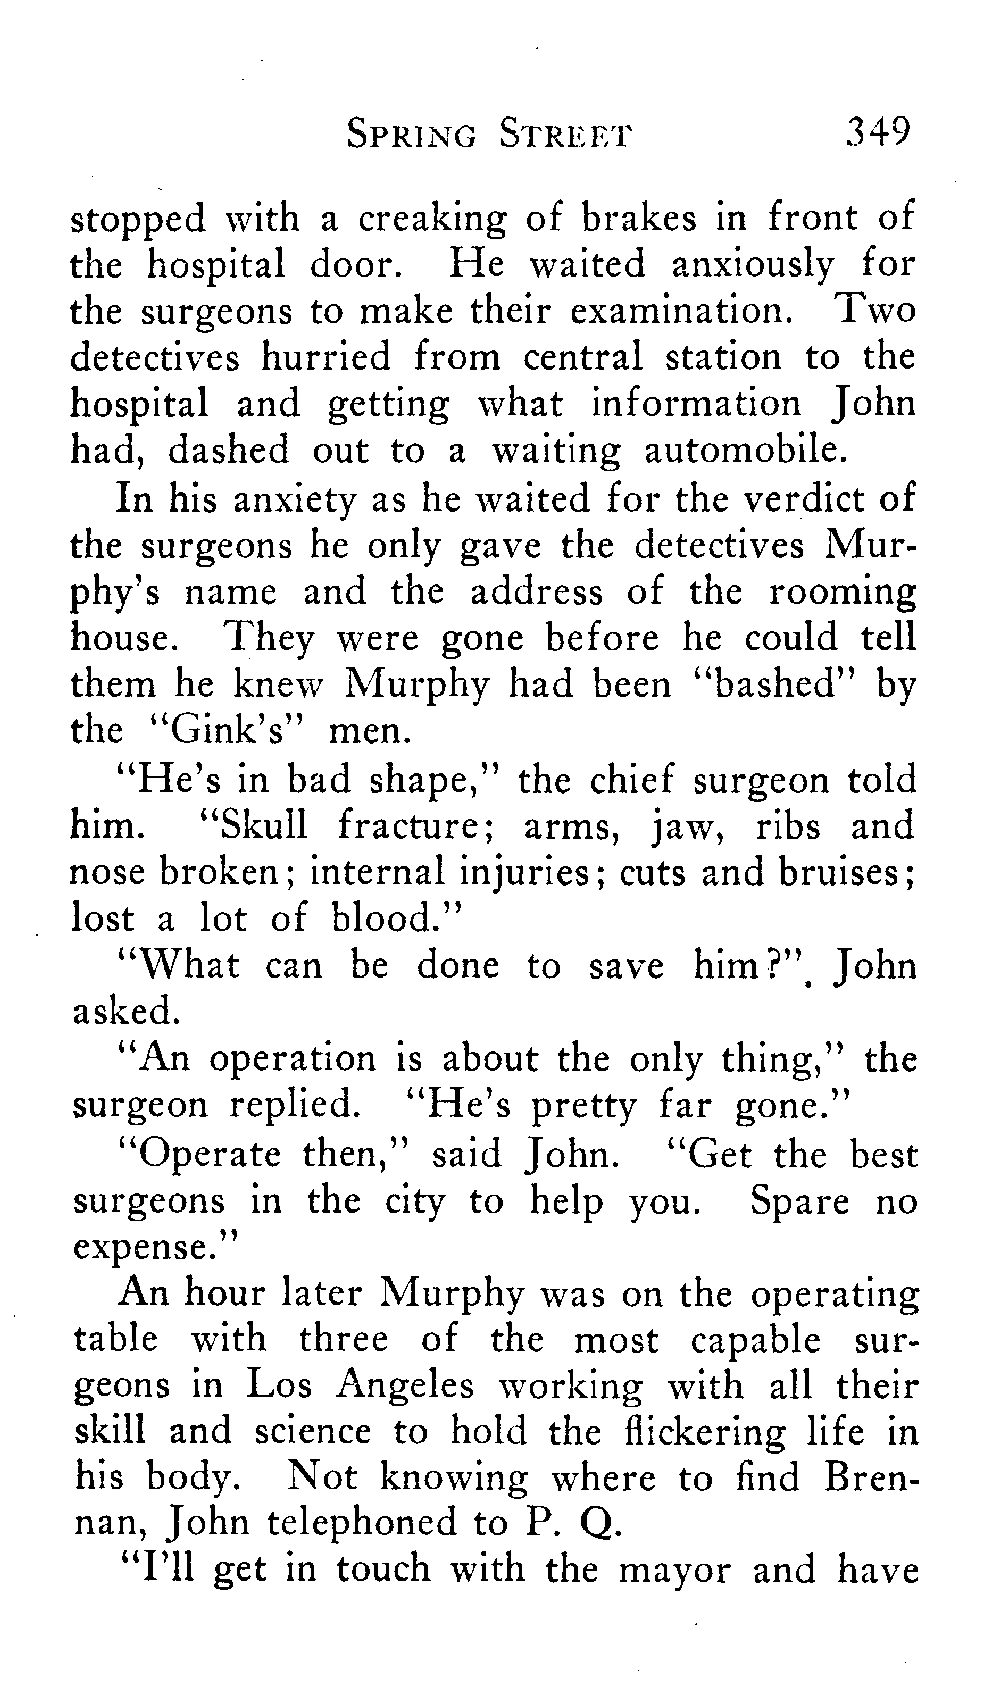 SPRING STREET 349
stopped with a creaking of brakes in front of
the hospital door. He waited anxiously for
the surgeons to make their examination. Two
detectives hurried from central station to the
hospital and getting what information John
had, dashed out to a waiting automobile.
In his anxiety as he waited for the verdict of
the surgeons he only gave the detectives Mur-
phy's name and the address of the rooming
house. They were gone before he could tell
them he knew Murphy had been "bashed" by
the "Gink's" men.
"He's in bad shape," the chief surgeon told
him. "Skull fracture; arms, jaw, ribs and
nose broken; internal injuries; cuts and bruises;
lost a lot of blood."
"What can be done to save him?" John
asked.
"An operation is about the only thing," the
surgeon replied. "He's pretty far gone."
"Operate then," said John. "Get the best
surgeons in the city to help you. Spare no
expense."
An hour later Murphy was on the operating
table with three of the most capable sur-
geons in Los Angeles working with all their
skill and science to hold the flickering life in
his body. Not knowing where to find Bren-
nan, John telephoned to P. Q.
"I'll get in touch with the mayor and have